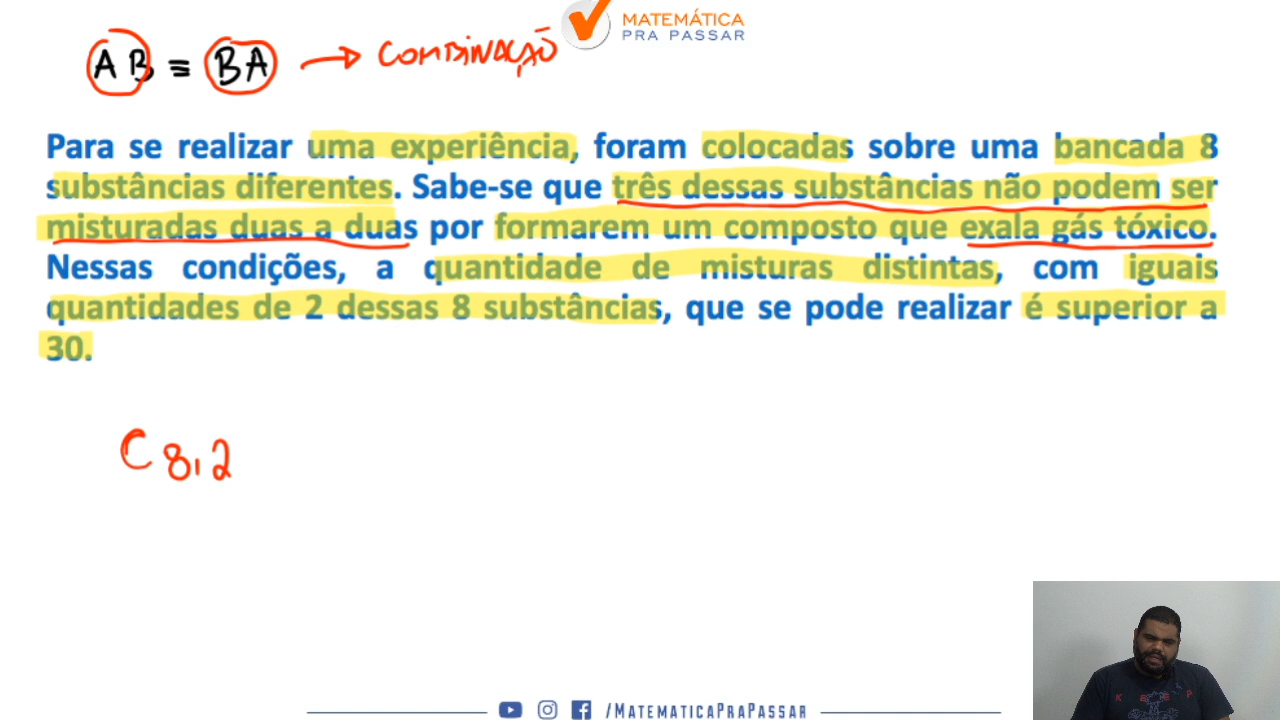 MATEMÁTICA
PRA PASSAR
AB ≡ BA → COMBINAÇÃO
Para se realizar uma experiência, foram colocadas sobre uma bancada 8
substâncias diferentes. Sabe-se que três dessas substâncias não podem ser
misturadas duas a duas por formarem um composto que exala gás tóxico.
Nessas condições, a quantidade de misturas distintas, com iguais
quantidades de 2 dessas 8 substâncias, que se pode realizar é superior a
30.
C 8,2
/MATEMATICAPRAPASSAR